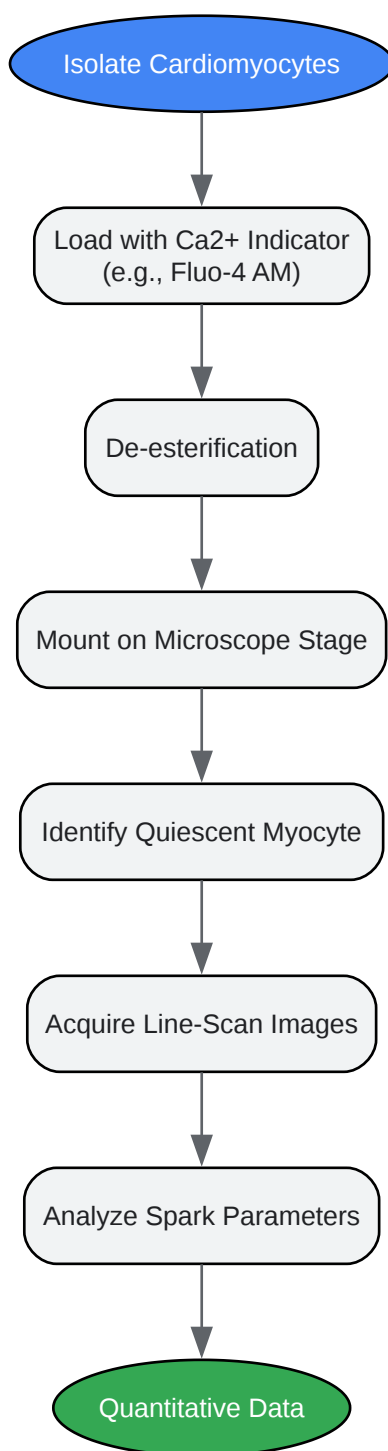 Isolate Cardiomyocytes
Load with Ca2+ Indicator
(e.g., Fluo-4 AM)
De-esterification
Mount on Microscope Stage
Identify Quiescent Myocyte
Acquire Line-Scan Images
Analyze Spark Parameters
Quantitative Data